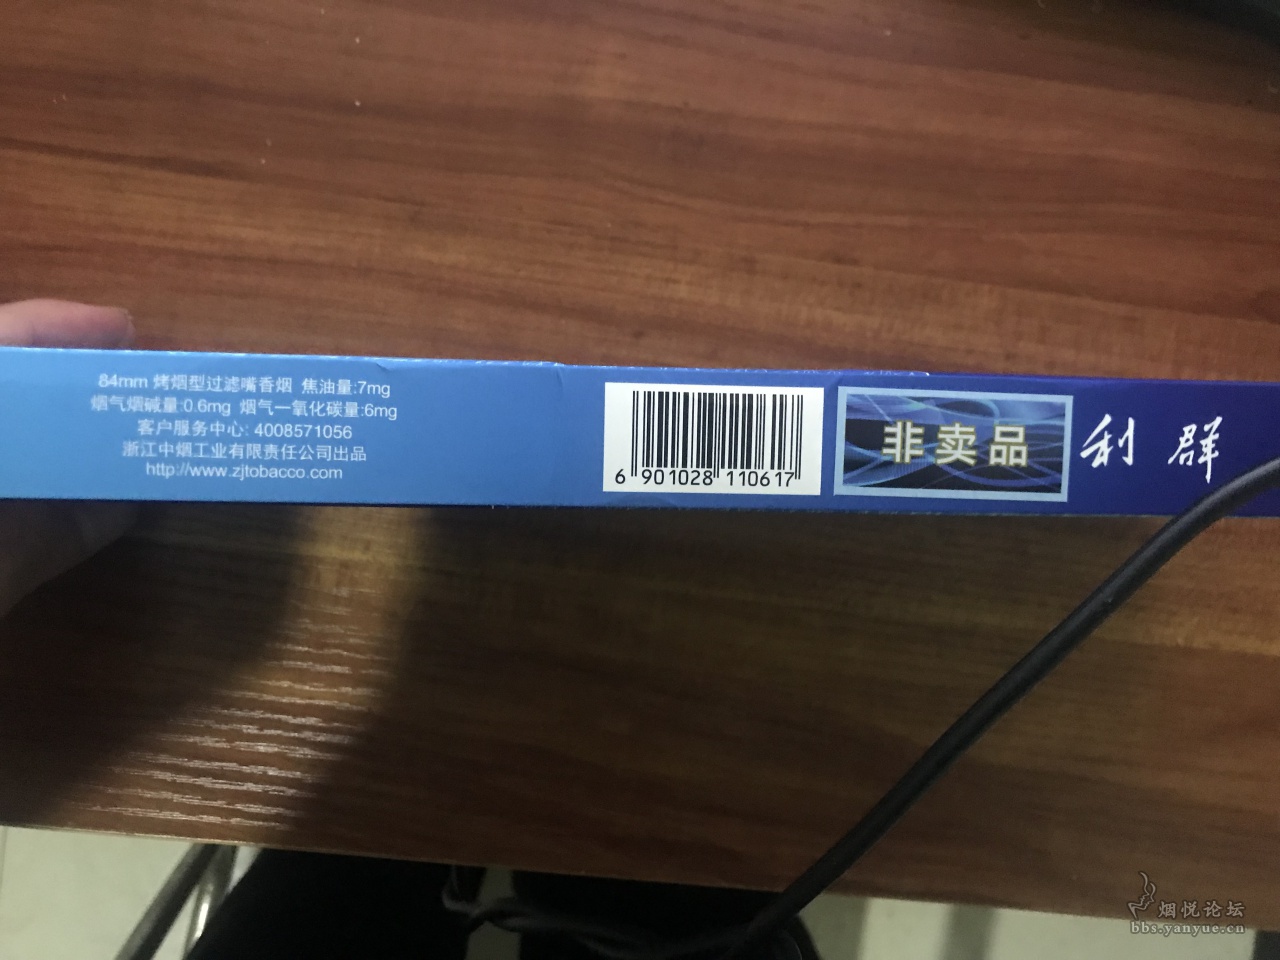 84mm 烤烟型过滤嘴香烟 焦油量:7mg
烟气烟碱量:0.6mg 烟气一氧化碳量:6mg
客户服务中心: 4008571056
浙江中烟工业有限责任公司出品
http://www.zjtobacco.com
6 901028 110617
非卖品
利群
烟悦论坛
bbs.yanyue.cn